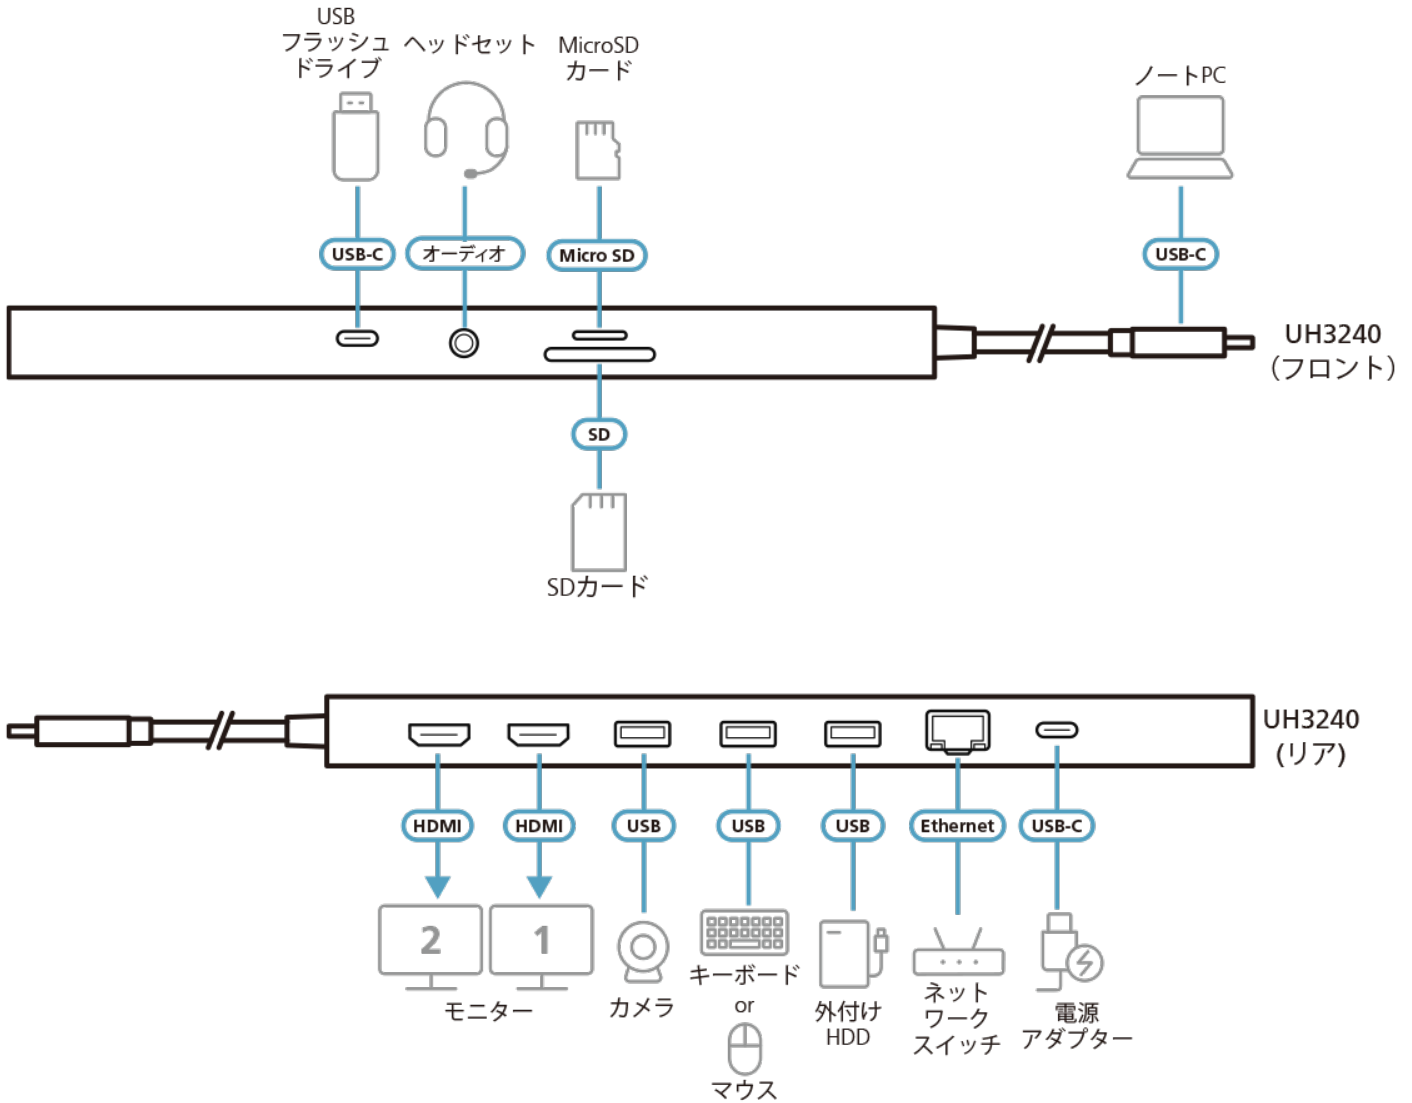 USB
フラッシュ
ドライブ
ヘッドセット
MicroSD
カード
ノートPC
USB-C
オーディオ
Micro SD
USB-C
UH3240
（フロント）
SD
SDカード
UH3240
(リア)
HDMI
HDMI
USB
USB
USB
Ethernet
USB-C
2
1
モニター
カメラ
キーボード
or
マウス
外付け
HDD
ネット
ワーク
スイッチ
電源
アダプター